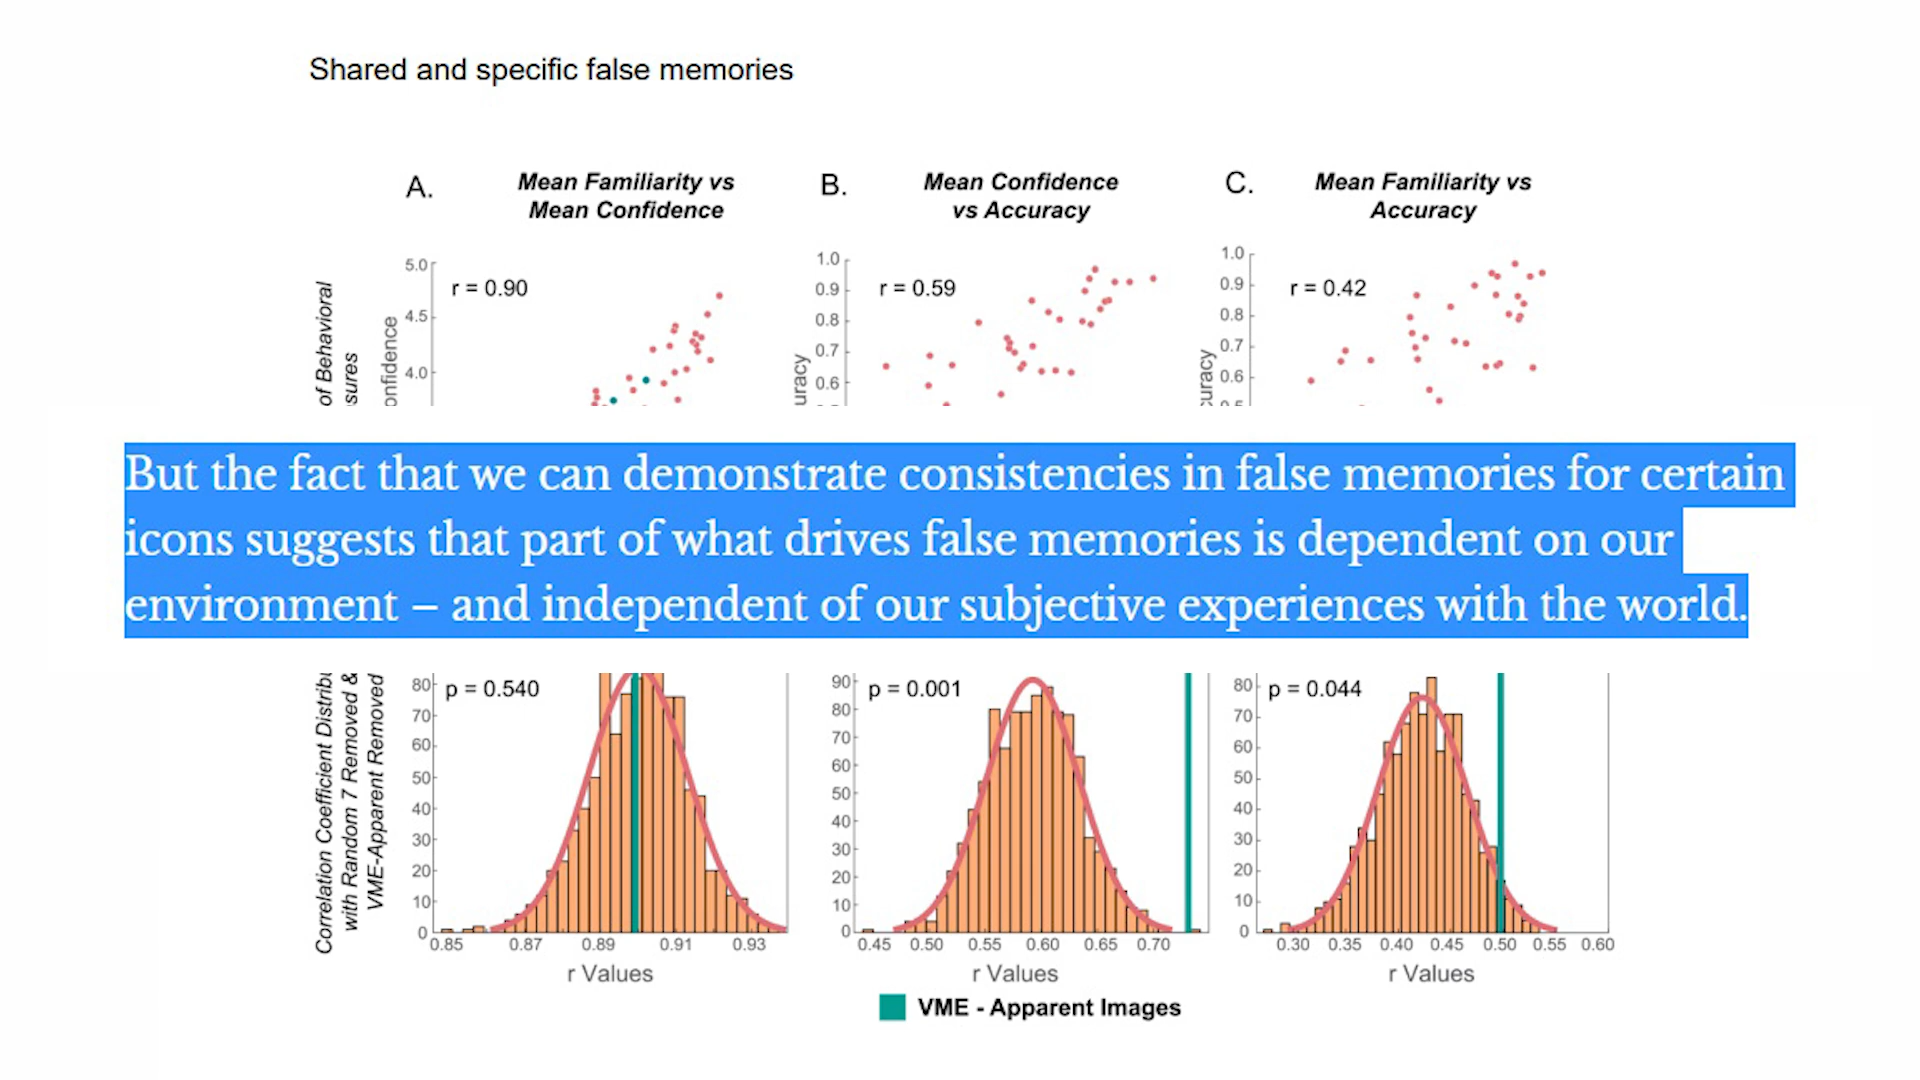 Shared and specific false memories
A.
Mean Familiarity vs
Mean Confidence
B.
Mean Confidence
vs Accuracy
C.
Mean Familiarity vs
Accuracy
of Behavioral
5.0
4.5
4.0
r = 0.90
1.0
0.9
0.8
0.7
0.6
r = 0.59
1.0
0.9
0.8
0.7
0.6
r = 0.42
But the fact that we can demonstrate consistencies in false memories for certain
icons suggests that part of what drives false memories is dependent on our
environment – and independent of our subjective experiences with the world.
Correlation Coefficient
with Random 7 Removed &
VME-Apparent Removed
80
70
60
50
40
30
20
10
0
p = 0.540
0.85 0.87 0.89 0.91 0.93
r Values
90
80
70
60
50
40
30
20
10
0
p = 0.001
0.45 0.50 0.55 0.60 0.65 0.70
r Values
80
70
60
50
40
30
20
10
0
p = 0.044
0.30 0.35 0.40 0.45 0.50 0.60
r Values
VME - Apparent Images